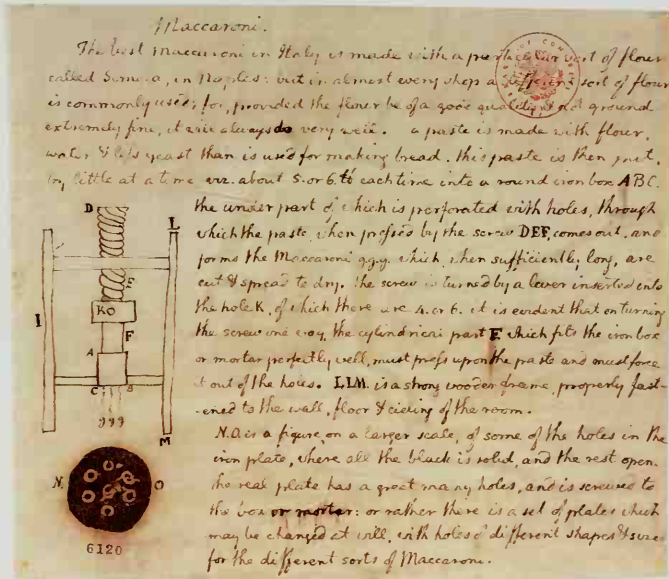 Maccaroni.
The best maccaroni in Italy is made with a particular sort of flour
called Semola, in Naples: but in almost every shop a different sort of flour
is commonly used; for, provided the flour be of a good quality, & not ground
extremely fine, it will always do very well. a paste is made with flour,
water & less yeast than is used for making bread. this paste is then put,
by little at a time viz. about 5. or 6. ℔ each time into a round iron box ABC.
the under part of which is perforated with holes, through
which the paste, when pressed by the screw DEF, comes out, and
forms the Maccaroni g.g.g. which, when sufficiently long, are
cut & spread to dry. the screw is turned by a lever inserted into
the hole K, of which there are 4. or 6. it is evident that on turning
the screw one way, the cylindrical part F. which fits the iron box
or mortar perfectly well, must press upon the paste and must force
it out of the holes. LLM. is a strong wooden frame, properly fast-
-ened to the wall, floor & cieling of the room.
N.O. is a figure, on a larger scale, of some of the holes in the
iron plate, where all the black is solid, and the rest open.
the real plate has a great many holes, and is screwed to
the box or mortar: or rather there is a set of plates which
may be changed at will, with holes of different shapes & sizes
for the different sorts of Maccaroni.
D
L
E
I
K
F
A
C
B
ggg
M
N
O
6120